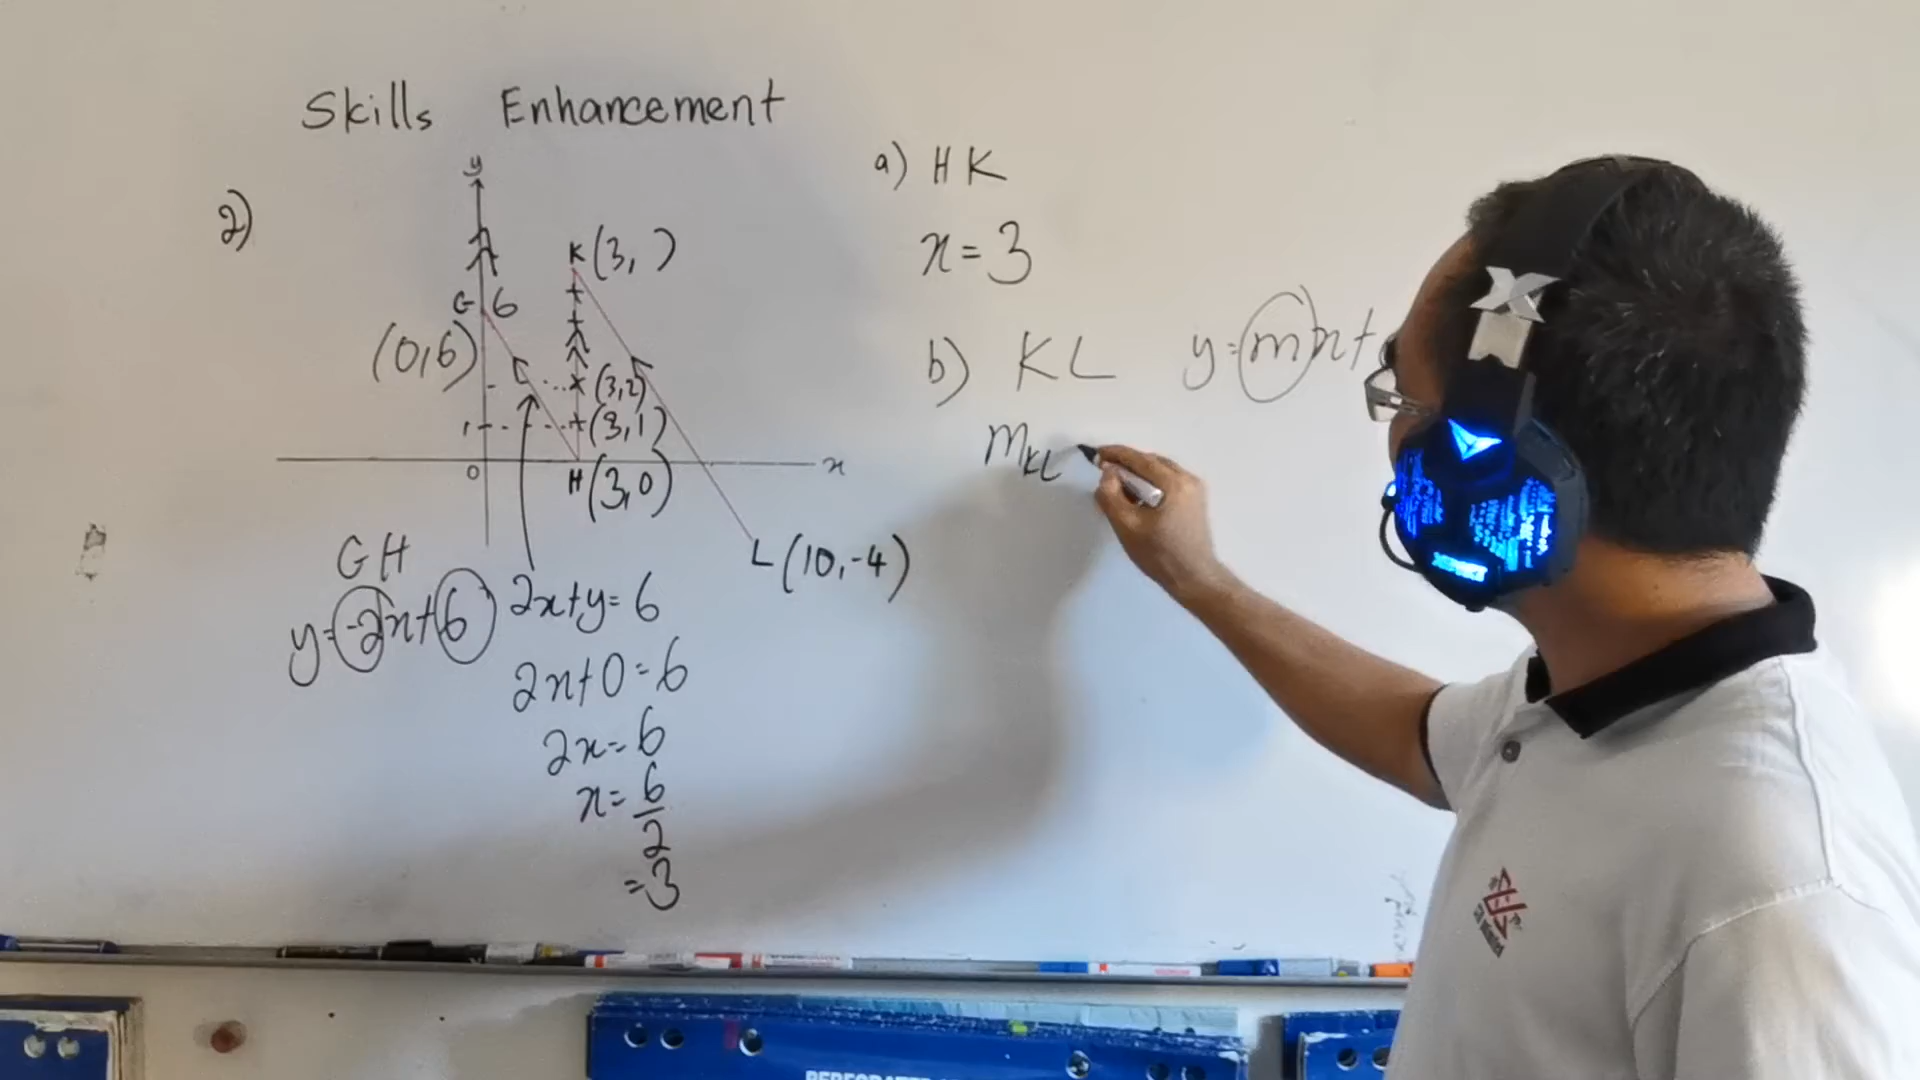 Skills Enhancement
2)
y
K(3, )
G 6
(0,6)
(3,2)
1
(3,1)
0
x
H(3,0)
L(10,-4)
GH
y=-2x+6
2x+y=6
2x+0=6
2x=6
x=6/2
=3
a) HK
x=3
b) KL y=mx+
mKL